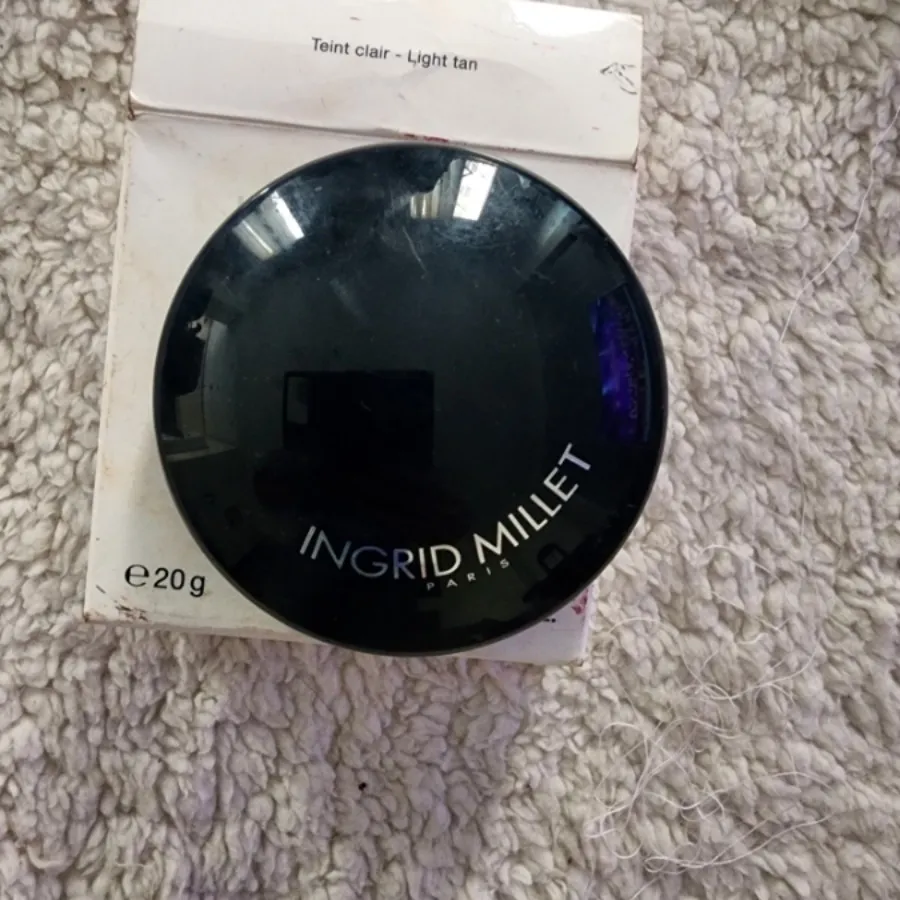 Teint clair - Light tan
INGRID MILLET
PARIS
℮20g